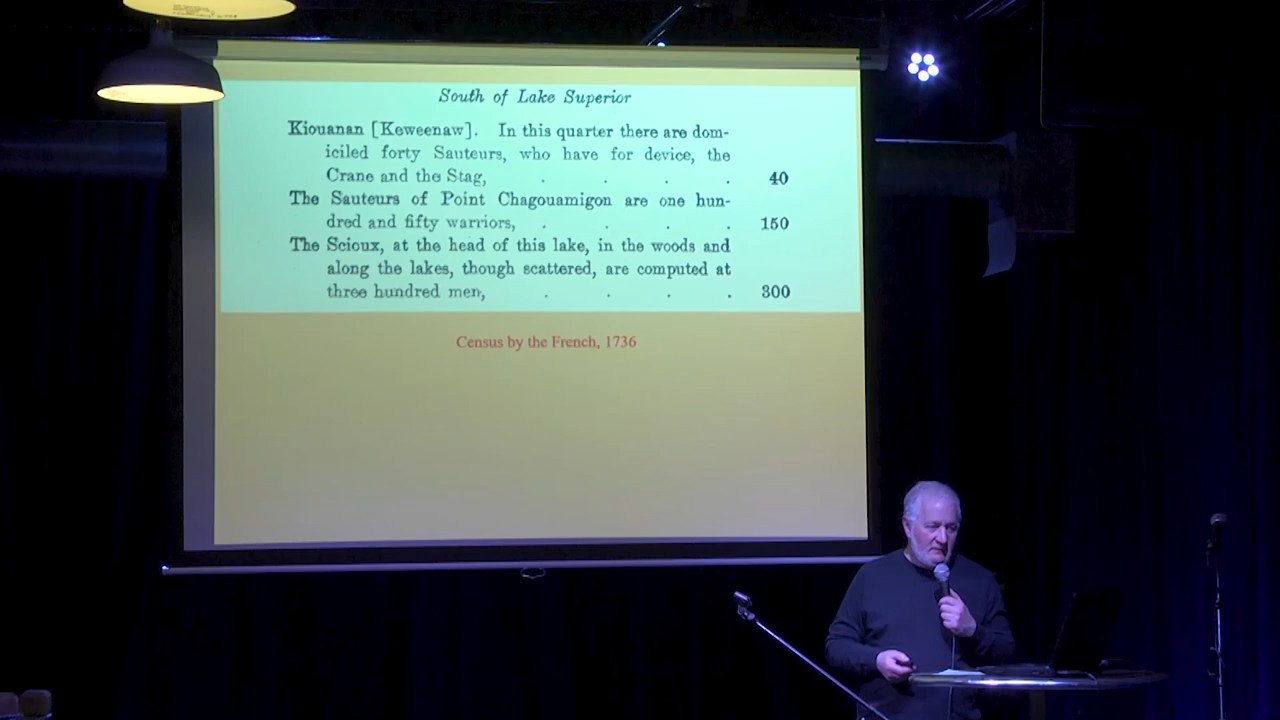 South of Lake Superior
Kiouanan [Keweenaw]. In this quarter there are dom-
iciled forty Sauteurs, who have for device, the
Crane and the Stag, . . . . 40
The Sauteurs of Point Chagouamigon are one hun-
dred and fifty warriors, . . . . 150
The Scioux, at the head of this lake, in the woods and
along the lakes, though scattered, are computed at
three hundred men, . . . . 300
Census by the French, 1736